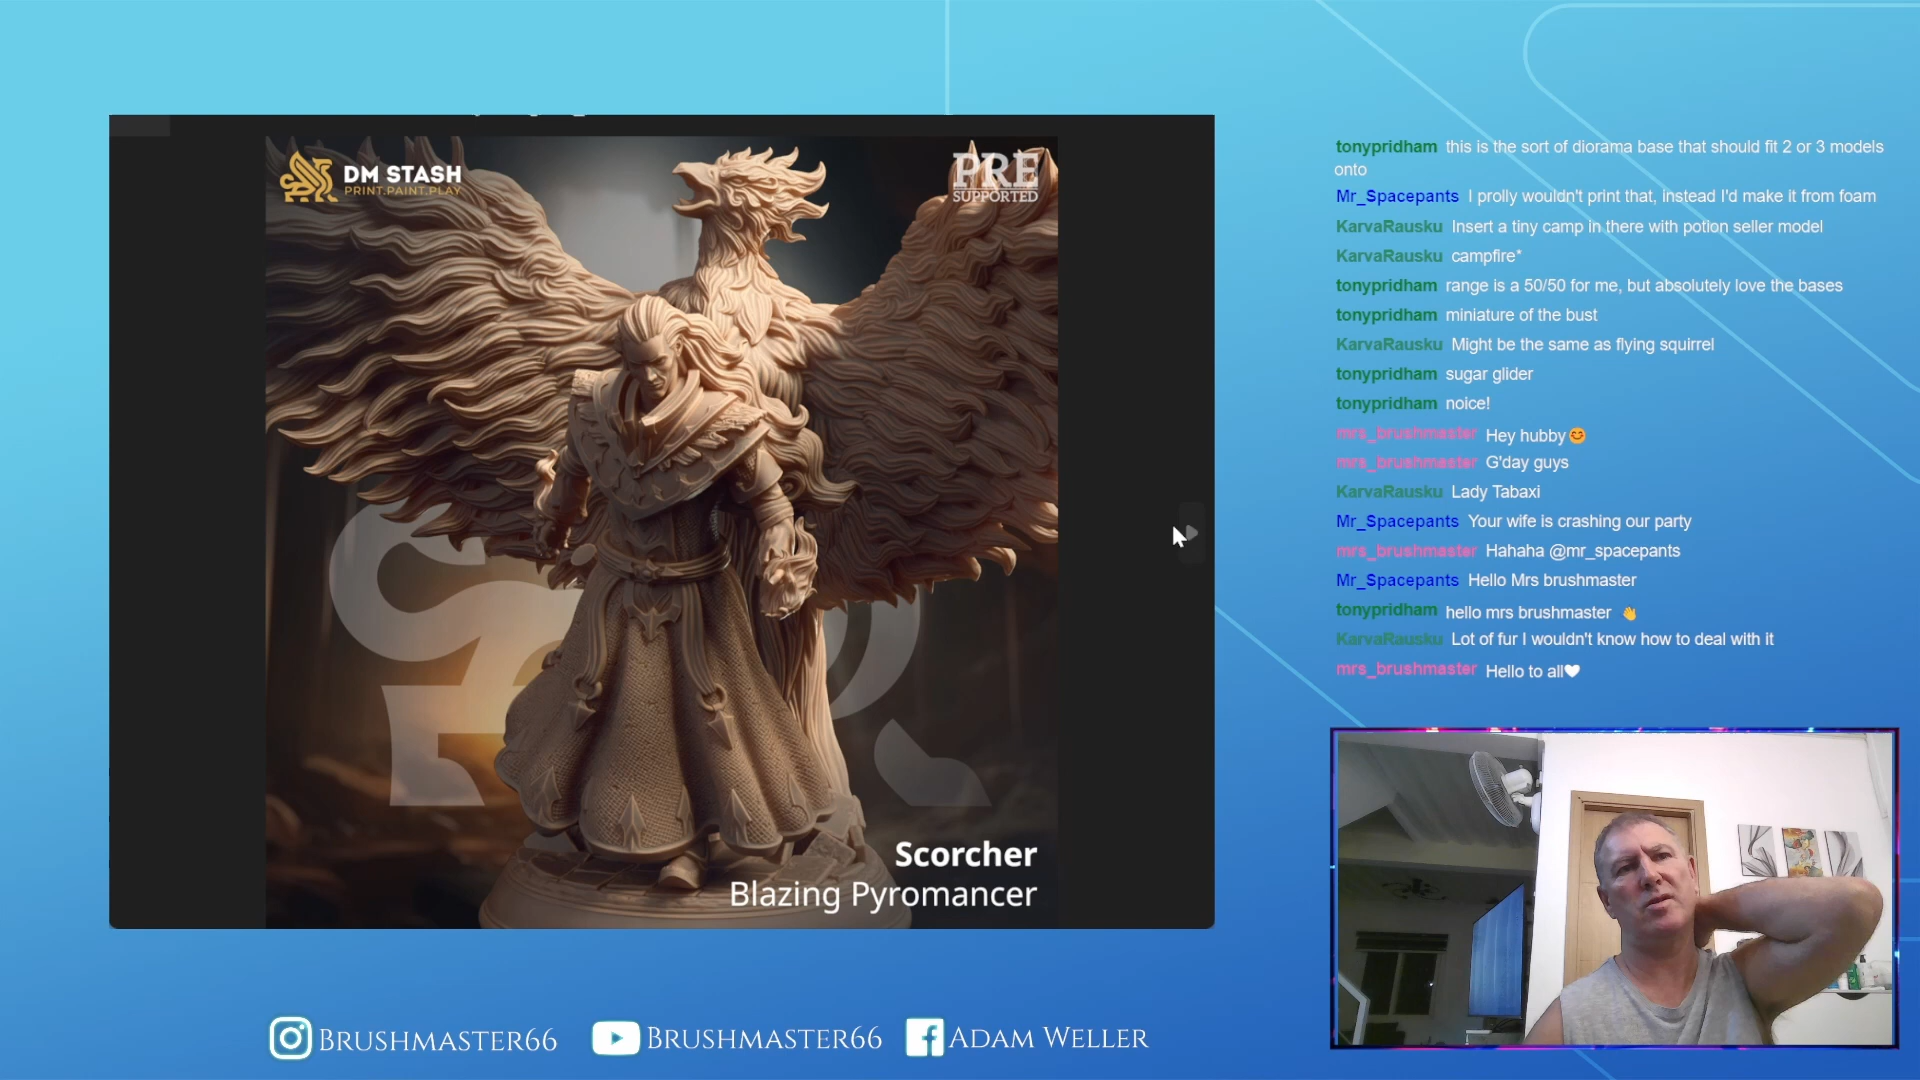 DM STASH
PRINT.PAINT.PLAY
PRE
SUPPORTED
Scorcher
Blazing Pyromancer
tonypridham this is the sort of diorama base that should fit 2 or 3 models
onto
Mr_Spacepants I prolly wouldn't print that, instead I'd make it from foam
KarvaRausku Insert a tiny camp in there with potion seller model
KarvaRausku campfire*
tonypridham range is a 50/50 for me, but absolutely love the bases
tonypridham miniature of the bust
KarvaRausku Might be the same as flying squirrel
tonypridham sugar glider
tonypridham noice!
mrs_brushmaster Hey hubby😊
mrs_brushmaster G'day guys
KarvaRausku Lady Tabaxi
Mr_Spacepants Your wife is crashing our party
mrs_brushmaster Hahaha @mr_spacepants
Mr_Spacepants Hello Mrs brushmaster
tonypridham hello mrs brushmaster 👋
KarvaRausku Lot of fur I wouldn't know how to deal with it
mrs_brushmaster Hello to all🤍
BRUSHMASTER66
BRUSHMASTER66
ADAM WELLER